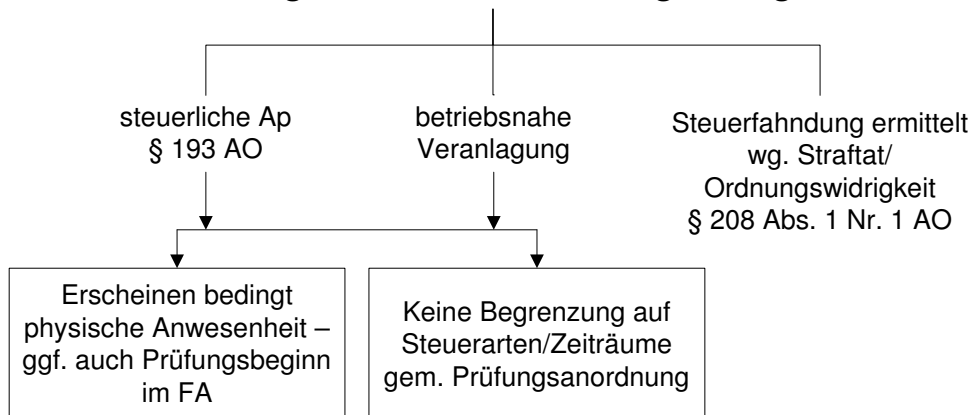 steuerliche Ap
§ 193 AO
betriebsnahe
Veranlagung
Steuerfahndung ermittelt
wg. Straftat/
Ordnungswidrigkeit
§ 208 Abs. 1 Nr. 1 AO
Erscheinen bedingt
physische Anwesenheit –
ggf. auch Prüfungsbeginn
im FA
Keine Begrenzung auf
Steuerarten/Zeiträume
gem. Prüfungsanordnung